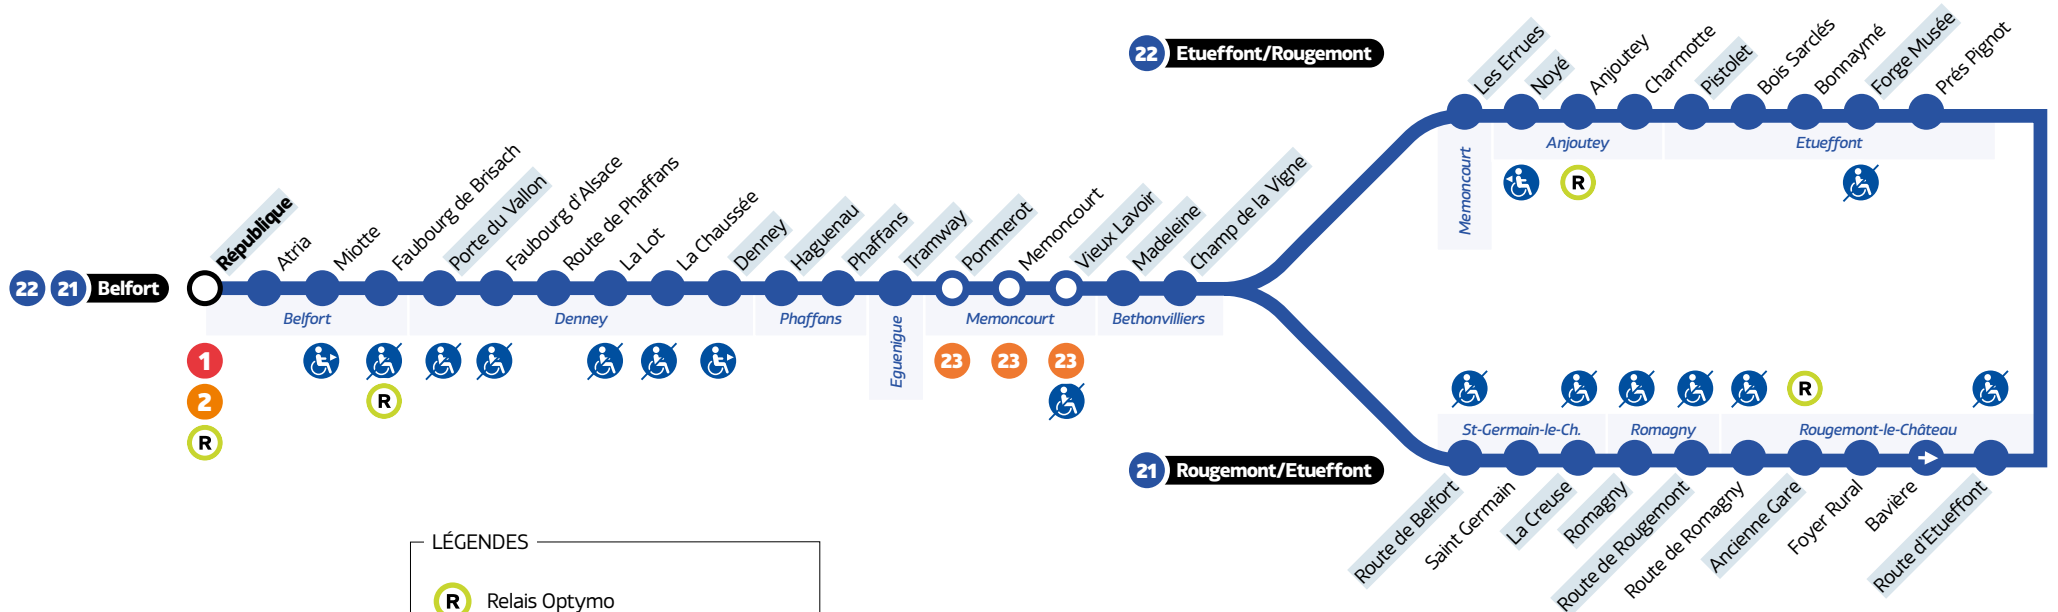 22 Etueffont/Rougemont
Les Errues
Noyé
Anjoutey
Charmotte
Pistolet
Bois Sarclés
Bonnaymé
Forge Musée
Prés Pignot
Memoncourt
Anjoutey
Etueffont
R
22 21 Belfort
République
Atria
Miotte
Faubourg de Brisach
Porte du Vallon
Faubourg d'Alsace
Route de Phaffans
La Lot
La Chaussée
Denney
Haguenau
Phaffans
Tramway
Pommerot
Memoncourt
Vieux Lavoir
Madeleine
Champ de la Vigne
Belfort
Denney
Phaffans
Eguenigue
Memoncourt
Bethonvilliers
1
2
R
R
23
23
23
R
St-Germain-le-Ch.
Romagny
Rougemont-le-Château
21 Rougemont/Etueffont
Route de Belfort
Saint Germain
La Creuse
Romagny
Route de Rougemont
Route de Romagny
Ancienne Gare
Foyer Rural
Bavière
Route d'Etueffont
LÉGENDES
R Relais Optymo